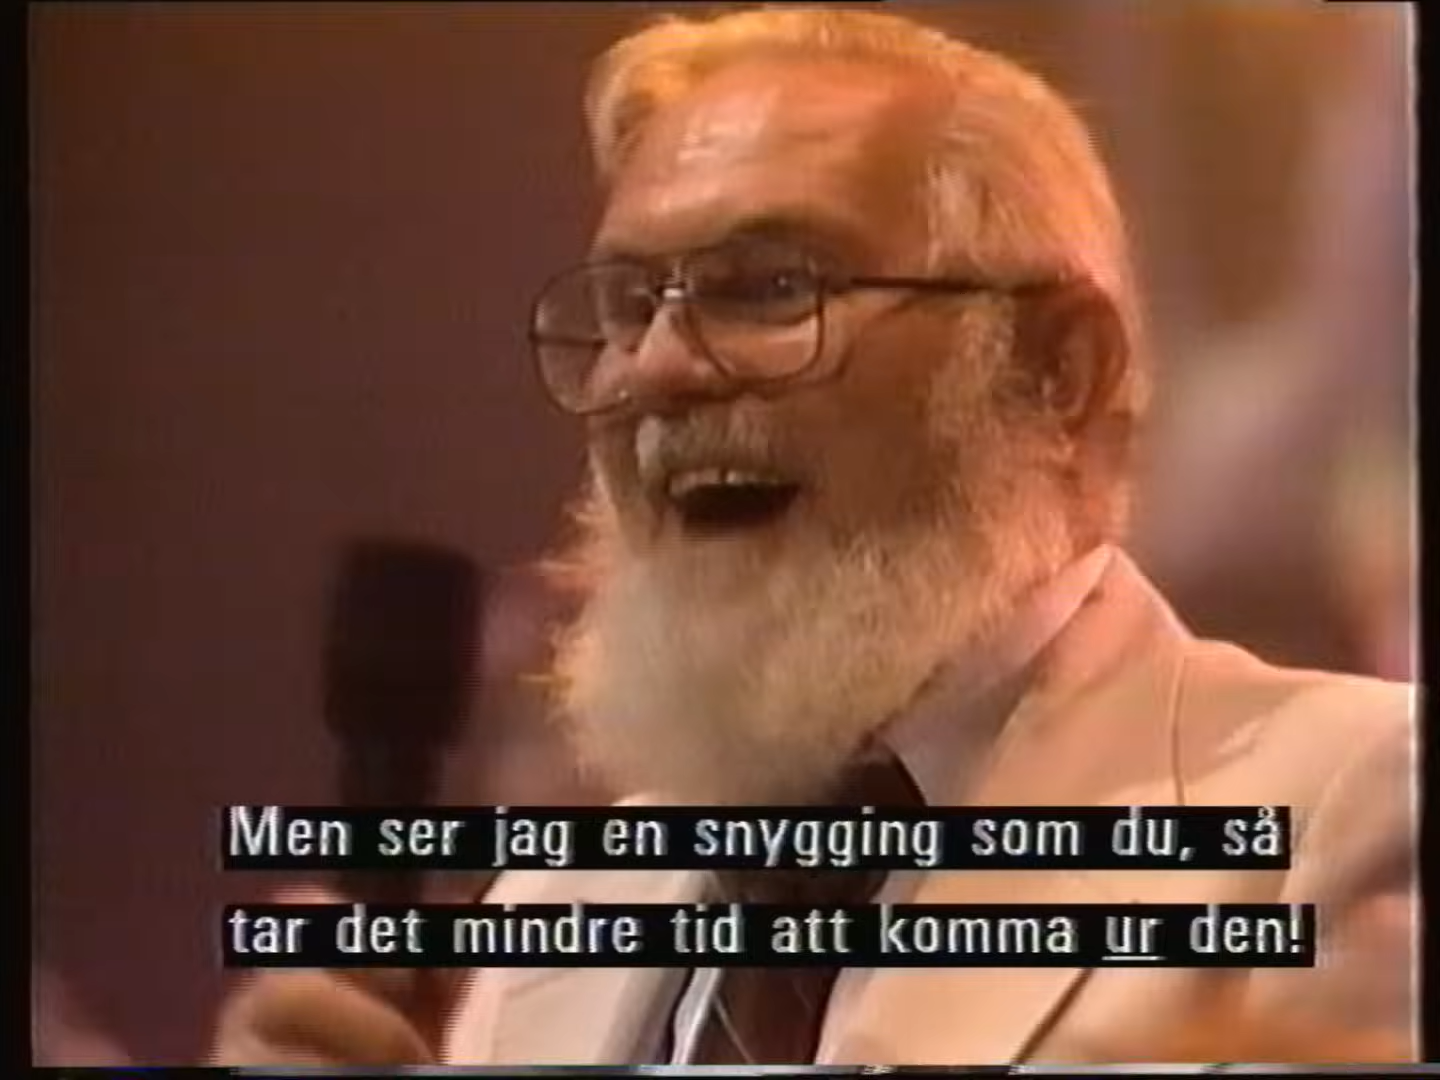 Men ser jag en snygging som du, så
tar det mindre tid att komma ur den!